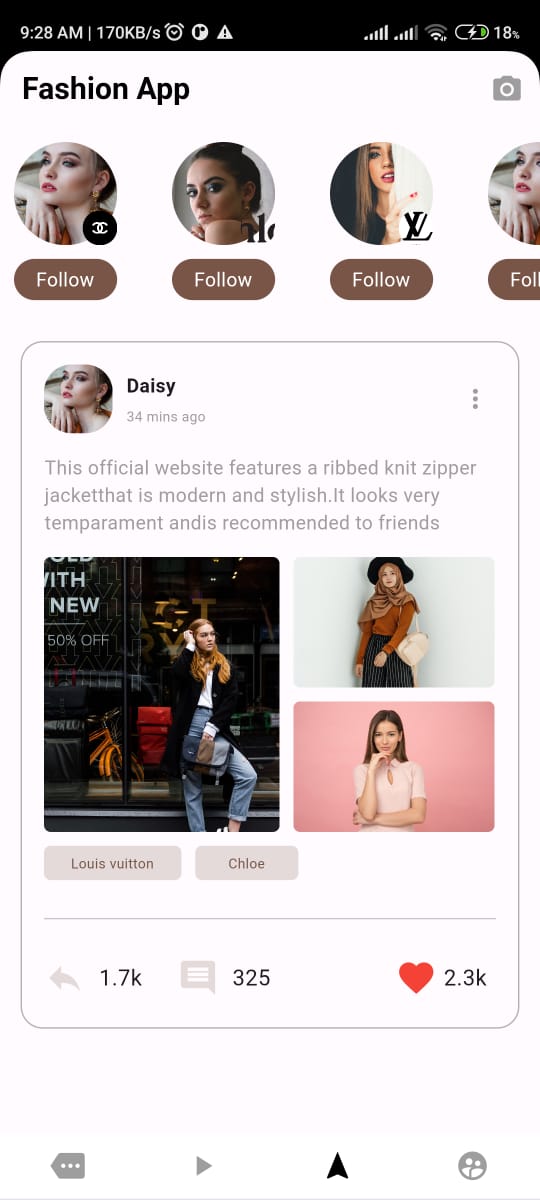 9:28 AM | 170KB/s
18%
Fashion App
Follow
Follow
Follow
Foll
Daisy
34 mins ago
This official website features a ribbed knit zipper
jacketthat is modern and stylish.It looks very
temparament andis recommended to friends
WITH
NEW
50% OFF
Louis vuitton
Chloe
1.7k
325
2.3k